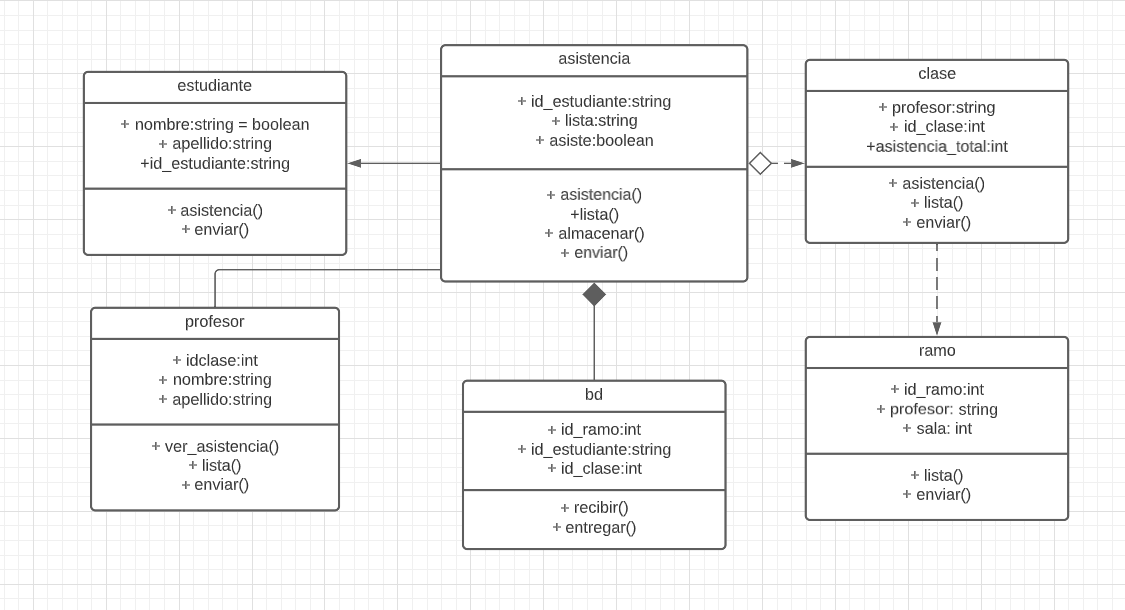 estudiante
+ nombre:string = boolean
+ apellido:string
+id_estudiante:string
+ asistencia()
+ enviar()
asistencia
+ id_estudiante:string
+ lista:string
+ asiste:boolean
+ asistencia()
+lista()
+ almacenar()
+ enviar()
clase
+ profesor:string
+ id_clase:int
+asistencia_total:int
+ asistencia()
+ lista()
+ enviar()
profesor
+ idclase:int
+ nombre:string
+ apellido:string
+ ver_asistencia()
+ lista()
+ enviar()
bd
+ id_ramo:int
+ id_estudiante:string
+ id_clase:int
+ recibir()
+ entregar()
ramo
+ id_ramo:int
+ profesor: string
+ sala: int
+ lista()
+ enviar()